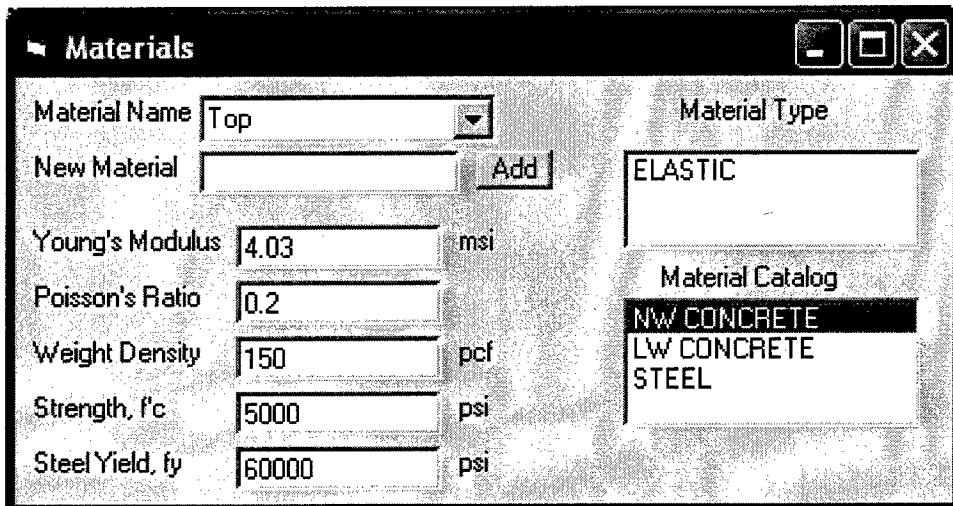 Materials
Material Name Top
New Material Add
Young's Modulus 4.03 msi
Poisson's Ratio 0.2
Weight Density 150 pcf
Strength, f'c 5000 psi
Steel Yield, fy 60000 psi
Material Type
ELASTIC
Material Catalog
NW CONCRETE
LW CONCRETE
STEEL